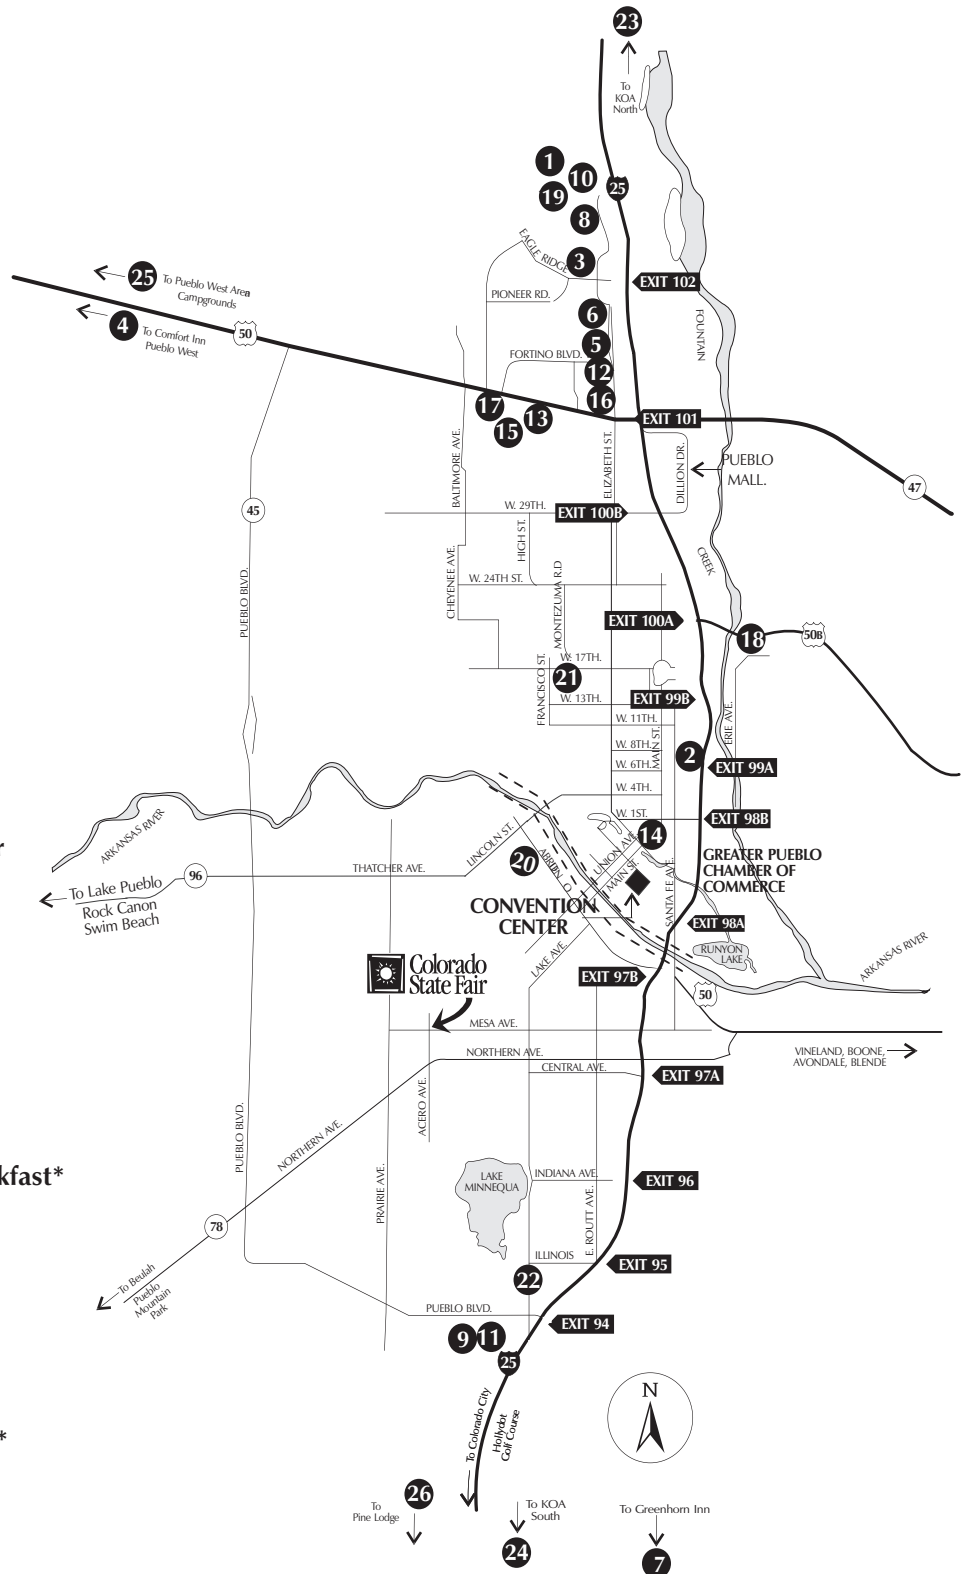 23
To
KOA
North
1
10
25
19
8
EAGLE RIDGE
3
EXIT 102
25
To Pueblo West Area
Campgrounds
PIONEER RD.
4
To Comfort Inn
Pueblo West
50
6
FOUNTAIN
5
FORTINO BLVD.
12
16
17
13
15
EXIT 101
BALTIMORE AVE.
ELIZABETH ST.
DILLION DR.
PUEBLO
MALL.
47
45
W. 29TH.
EXIT 100B
HIGH ST.
CREEK
CHEYENEE AVE.
W. 24TH ST.
MONTEZUMA R.D
PUEBLO BLVD.
EXIT 100A
18
50B
W. 17TH.
21
FRANCISCO ST.
W. 13TH.
EXIT 99B
W. 11TH.
ERIE AVE.
W. 8TH.
MAIN ST.
2
W. 6TH.
EXIT 99A
W. 4TH.
W. 1ST.
EXIT 98B
ARKANSAS RIVER
LINCOLN ST.
14
UNION AVE.
MAIN ST.
GREATER PUEBLO
CHAMBER OF
COMMERCE
r
20
THATCHER AVE.
96
To Lake Pueblo
Rock Canon
Swim Beach
SANTA FE AVE.
CONVENTION
CENTER
EXIT 98A
LAKE AVE.
RUNYON
LAKE
ARKANSAS RIVER
Colorado
State Fair
EXIT 97B
50
MESA AVE.
NORTHERN AVE.
VINELAND, BOONE,
AVONDALE, BLENDE
CENTRAL AVE.
EXIT 97A
ACERO AVE.
PUEBLO BLVD.
NORTHERN AVE.
kfast*
LAKE
MINNEQUA
INDIANA AVE.
EXIT 96
PRAIRIE AVE.
E. ROUTT AVE.
78
ILLINOIS
EXIT 95
To Beulah
Pueblo
Mountain
Park
22
PUEBLO BLVD.
EXIT 94
9
11
25
To Colorado City
Hollydot
Golf Course
N
*
26
To
Pine Lodge
To KOA
South
24
To Greenhorn Inn
7